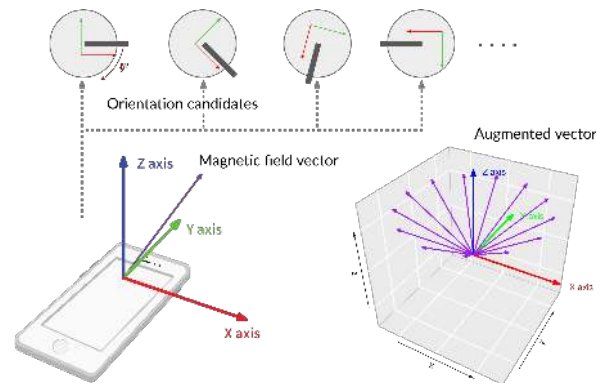 Orientation candidates
Augmented vector
Magnetic field vector
Z axis
Z axis
Y axis
Y axis
X axis
X axis
Z
X
Y